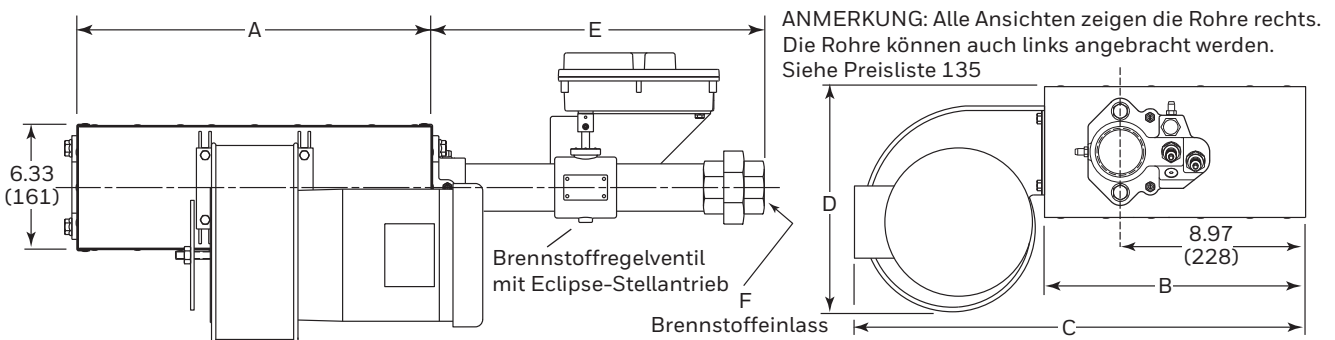 A
E
ANMERKUNG: Alle Ansichten zeigen die Rohre rechts.
Die Rohre können auch links angebracht werden.
Siehe Preisliste 135
6.33
(161)
D
Brennstoffregelventil
mit Eclipse-Stellantrieb
F
Brennstoffeinlass
8.97
(228)
B
C